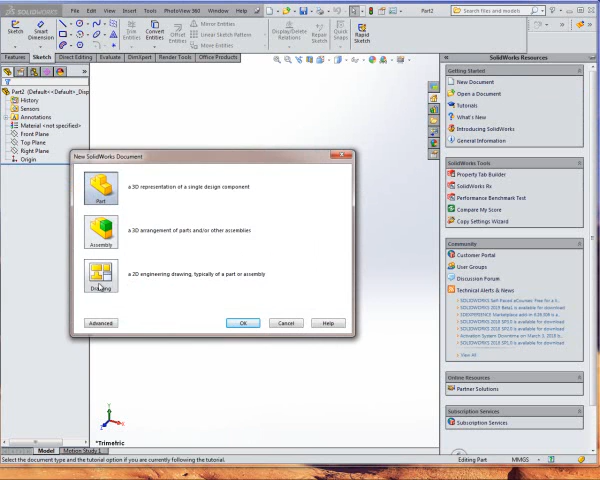 SOLIDWORKS
File Edit View Insert Tools PhotoView 360 Window Help
Part2
Search files and models
Sketch
Smart Dimension
Trim Entities
Convert Entities
Offset Entities
Mirror Entities
Linear Sketch Pattern
Move Entities
Display/Delete Relations
Repair Sketch
Quick Snaps
Rapid Sketch
Features Sketch Direct Editing Evaluate DimXpert Render Tools Office Products
Part2 (Default<<Default>_Disp
History
Sensors
Annotations
Material <not specified>
Front Plane
Top Plane
Right Plane
Origin
New SolidWorks Document
Part
a 3D representation of a single design component
Assembly
a 3D arrangement of parts and/or other assemblies
Drawing
a 2D engineering drawing, typically of a part or assembly
Advanced
OK
Cancel
Help
SolidWorks Resources
Getting Started
New Document
Open a Document
Tutorials
What's New
Introducing SolidWorks
General Information
SolidWorks Tools
Property Tab Builder
SolidWorks Rx
Performance Benchmark Test
Compare My Score
Copy Settings Wizard
Community
Customer Portal
User Groups
Discussion Forum
Technical Alerts & News
View All
Online Resources
Partner Solutions
Subscription Services
Subscription Services
*Trimetric
Model Motion Study 1
Select the document type and the tutorial option if you are currently following the tutorial.
Editing Part
MMGS